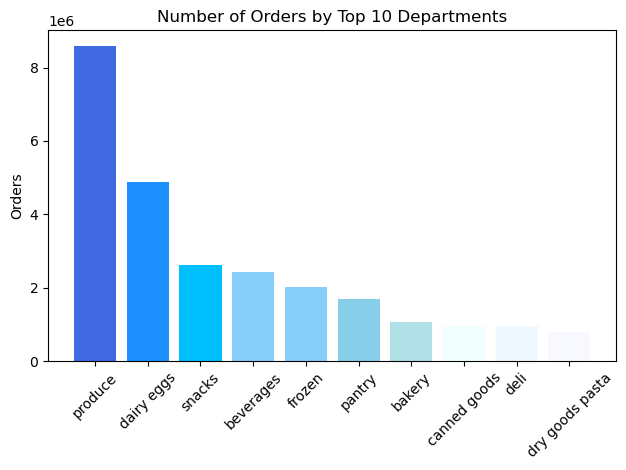 Number of Orders by Top 10 Departments
1e6
8
6
4
2
0
Orders
produce
dairy eggs
snacks
beverages
frozen
pantry
bakery
canned goods
deli
dry goods pasta